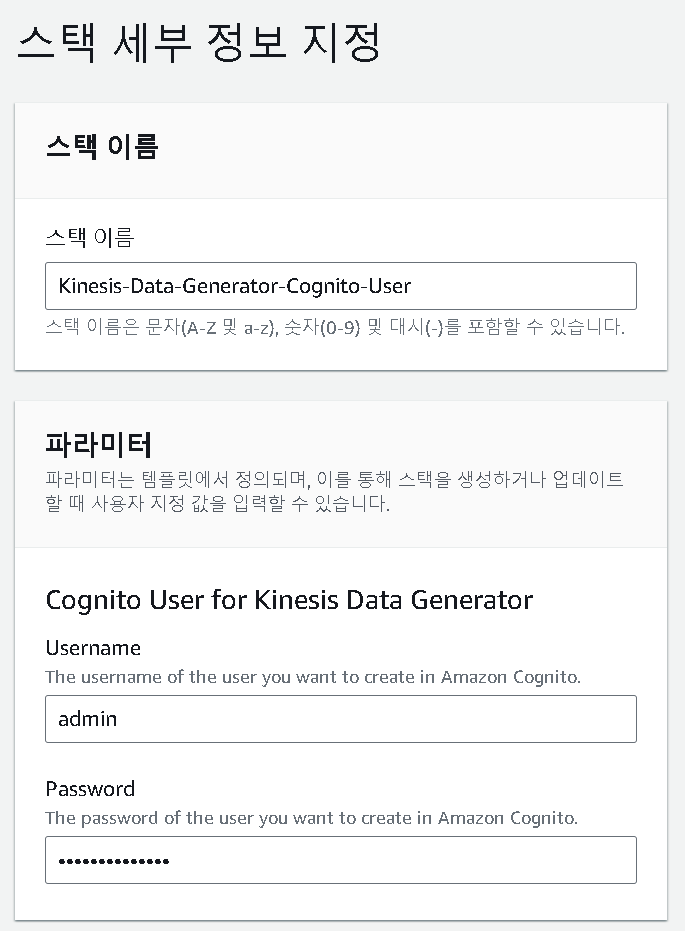 스택 세부 정보 지정
스택 이름
스택 이름
Kinesis-Data-Generator-Cognito-User
스택 이름은 문자(A-Z 및 a-z), 숫자(0-9) 및 대시(-)를 포함할 수 있습니다.
파라미터
파라미터는 템플릿에서 정의되며, 이를 통해 스택을 생성하거나 업데이트
할 때 사용자 지정 값을 입력할 수 있습니다.
Cognito User for Kinesis Data Generator
Username
The username of the user you want to create in Amazon Cognito.
admin
Password
The password of the user you want to create in Amazon Cognito.
••••••••••••••